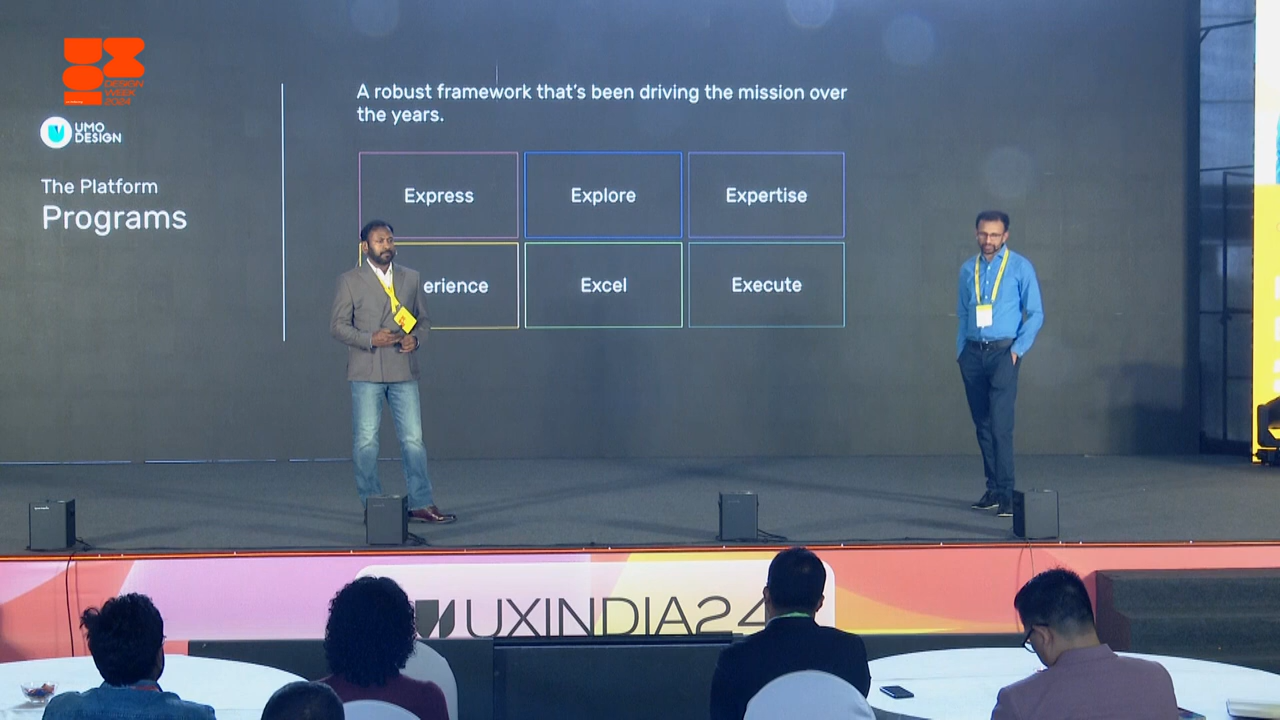 DESIGN
WEEK
2024
UMO
DESIGN
The Platform
Programs
A robust framework that's been driving the mission over
the years.
Express
Explore
Expertise
erience
Excel
Execute
UXINDIA24